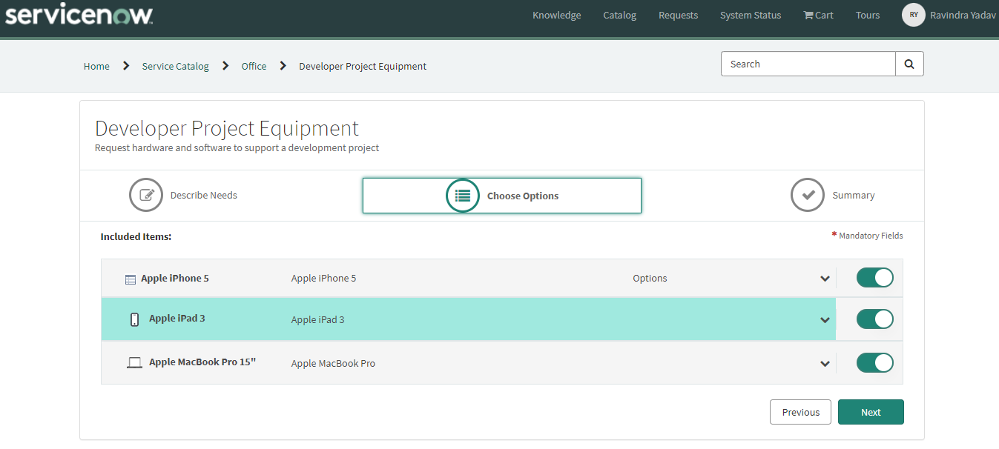 servicenow™
Knowledge Catalog Requests System Status Cart Tours RY Ravindra Yadav
Home Service Catalog Office Developer Project Equipment
Search
Developer Project Equipment
Request hardware and software to support a development project
Describe Needs Choose Options Summary
Included Items: * Mandatory Fields
Apple iPhone 5 Apple iPhone 5 Options
Apple iPad 3 Apple iPad 3
Apple MacBook Pro 15" Apple MacBook Pro
Previous Next